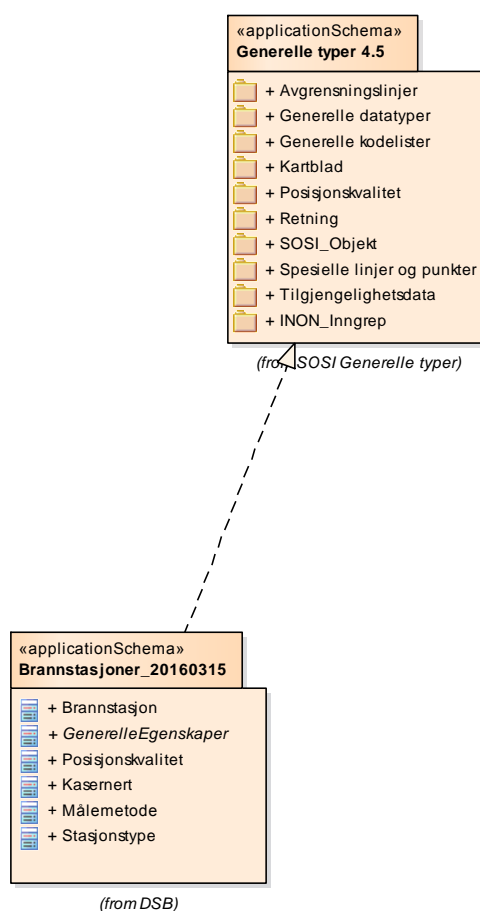 «applicationSchema»
Generelle typer 4.5
+ Avgrensningslinjer
+ Generelle datatyper
+ Generelle kodelister
+ Kartblad
+ Posisjonskvalitet
+ Retning
+ SOSI_Objekt
+ Spesielle linjer og punkter
+ Tilgjengelighetsdata
+ INON_Inngrep
(from SOSI Generelle typer)
«applicationSchema»
Brannstasjoner_20160315
+ Brannstasjon
+ GenerelleEgenskaper
+ Posisjonskvalitet
+ Kasernert
+ Målemetode
+ Stasjonstype
(from DSB)